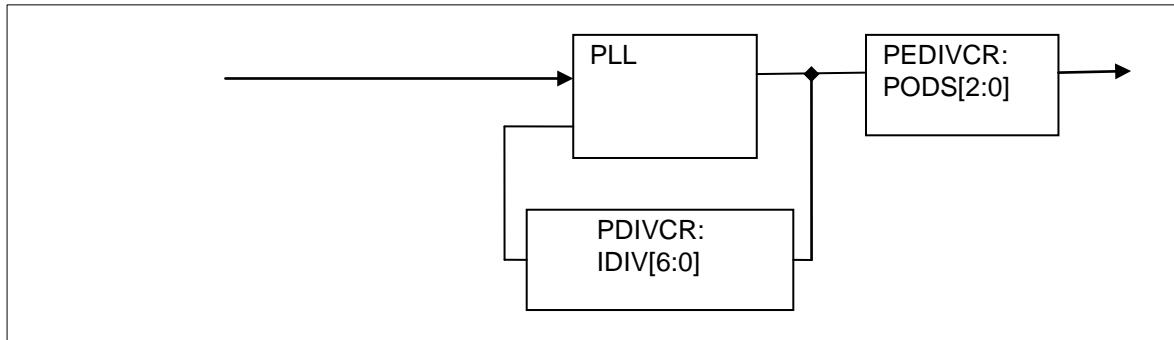 PLL
PEDIVCR:
PODS[2:0]
PDIVCR:
IDIV[6:0]